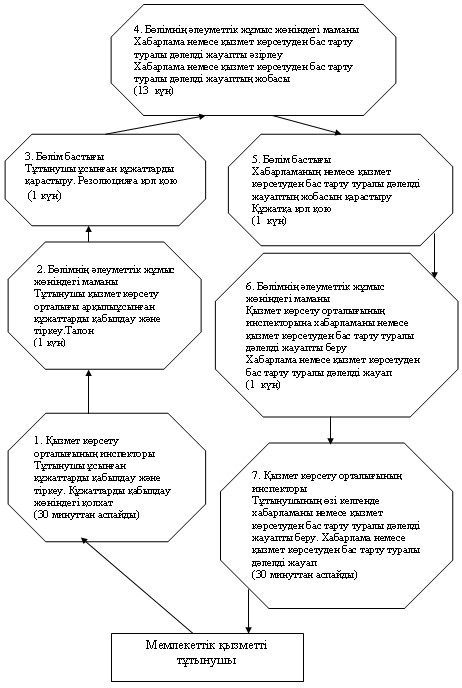 4. Бөлімнің әлеуметтік жұмыс жөніндегі маманы
Хабарлама немесе қызмет көрсетуден бас тарту
туралы дәлелді жауапты әзірлеу
Хабарлама немесе қызмет көрсетуден бас тарту
туралы дәлелді жауаптың жобасы
(13 күн)
3. Бөлім бастығы
Тұтынушы ұсынған құжаттарды
қарастыру. Резолюцияға қол қою
(1 күн)
5. Бөлім бастығы
Хабарламаның немесе қызмет
көрсетуден бас тарту туралы дәлелді
жауаптың жобасын қарастыру
Құжатқа қол қою
(1 күн)
2. Бөлімнің әлеуметтік жұмыс
жөніндегі маманы
Тұтынушы қызмет көрсету
орталығы арқылыұсынған
құжаттарды қабылдау және
тіркеу.Талон
(1 күн)
6. Бөлімнің әлеуметтік жұмыс
жөніндегі маманы
Қызмет көрсету орталығының
инспекторына хабарламаны немесе
қызмет көрсетуден бас тарту туралы
дәлелді жауапты беру
Хабарлама немесе қызмет көрсетуден
бас тарту туралы дәлелді жауап
(1 күн)
1. Қызмет көрсету
орталығының инспекторы
Тұтынушы ұсынған
құжаттарды қабылдау және
тіркеу. Құжаттарды қабылдау
жөніндегі қолхат
(30 минуттан аспайды)
7. Қызмет көрсету орталығының
инспекторы
Тұтынушының өзі келгенде
хабарламаны немесе қызмет
көрсетуден бас тарту туралы дәлелді
жауапты беру. Хабарлама немесе
қызмет көрсетуден бас тарту туралы
дәлелді жауап
(30 минуттан аспайды)
Мемлекеттік қызметті
тұтынушы